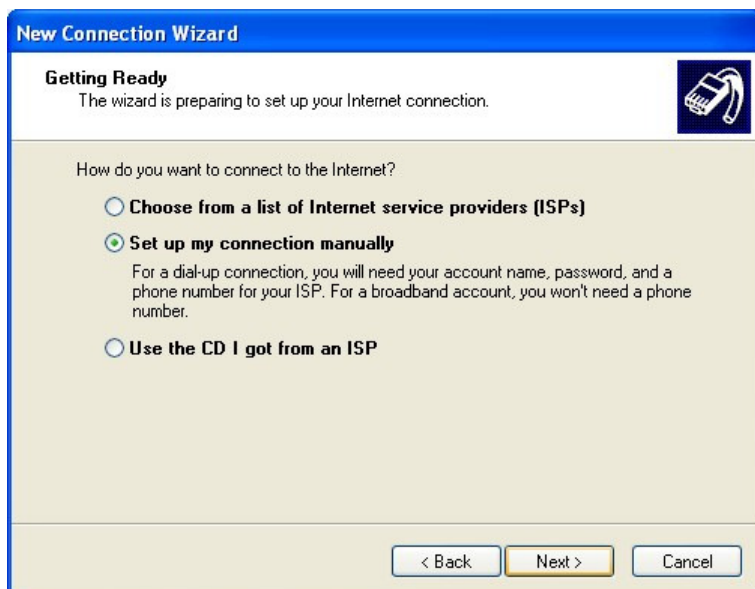 New Connection Wizard
Getting Ready
The wizard is preparing to set up your Internet connection.
How do you want to connect to the Internet?
Choose from a list of Internet service providers (ISPs)
Set up my connection manually
For a dial-up connection, you will need your account name, password, and a
phone number for your ISP. For a broadband account, you won't need a phone
number.
Use the CD I got from an ISP
< Back Next > Cancel